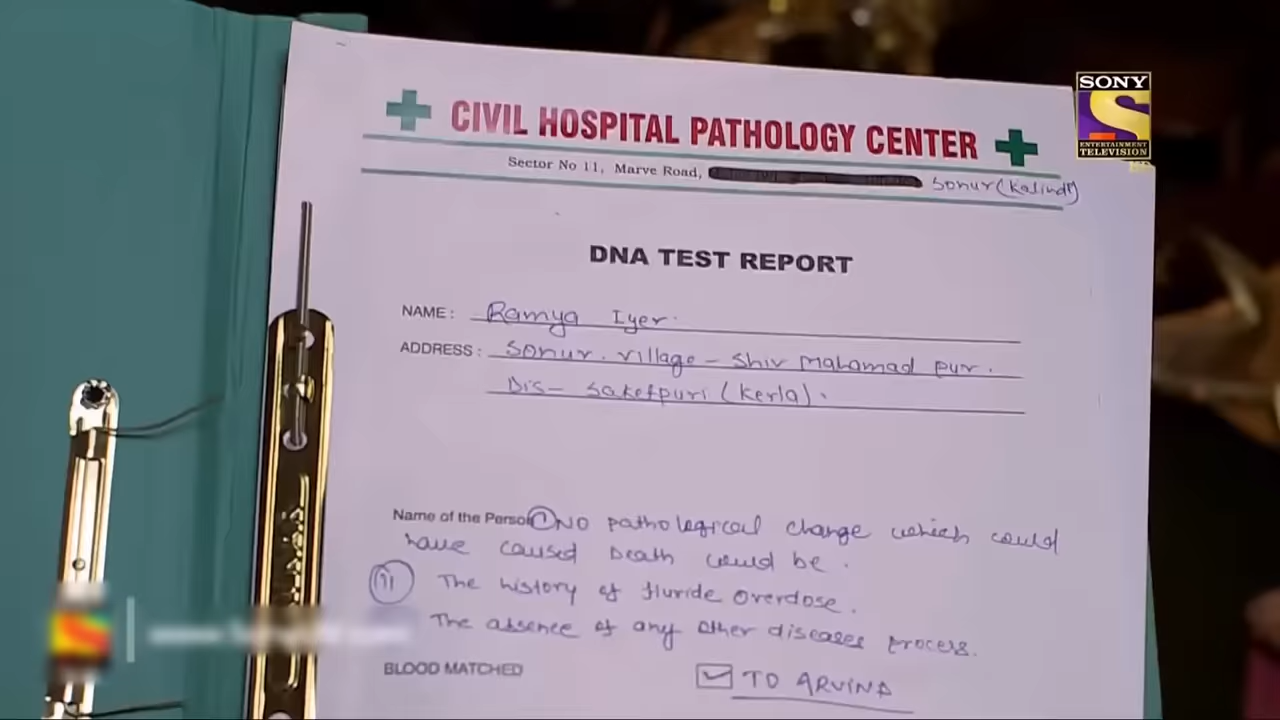 SONY
ENTERTAINMENT
TELEVISION
CIVIL HOSPITAL PATHOLOGY CENTER
Sector No 11, Marve Road, Sonur (Kalindi)
DNA TEST REPORT
NAME : Ramya Iyer.
ADDRESS : Sonur. village - Shiv Mahamad pur.
Dis - Saketpuri (Kerla).
Name of the Person (1) NO pathological change which could
have caused Death could be.
(11) The history of fluride overdose.
The absence of any other diseases process.
BLOOD MATCHED ☑ TO ARVIND